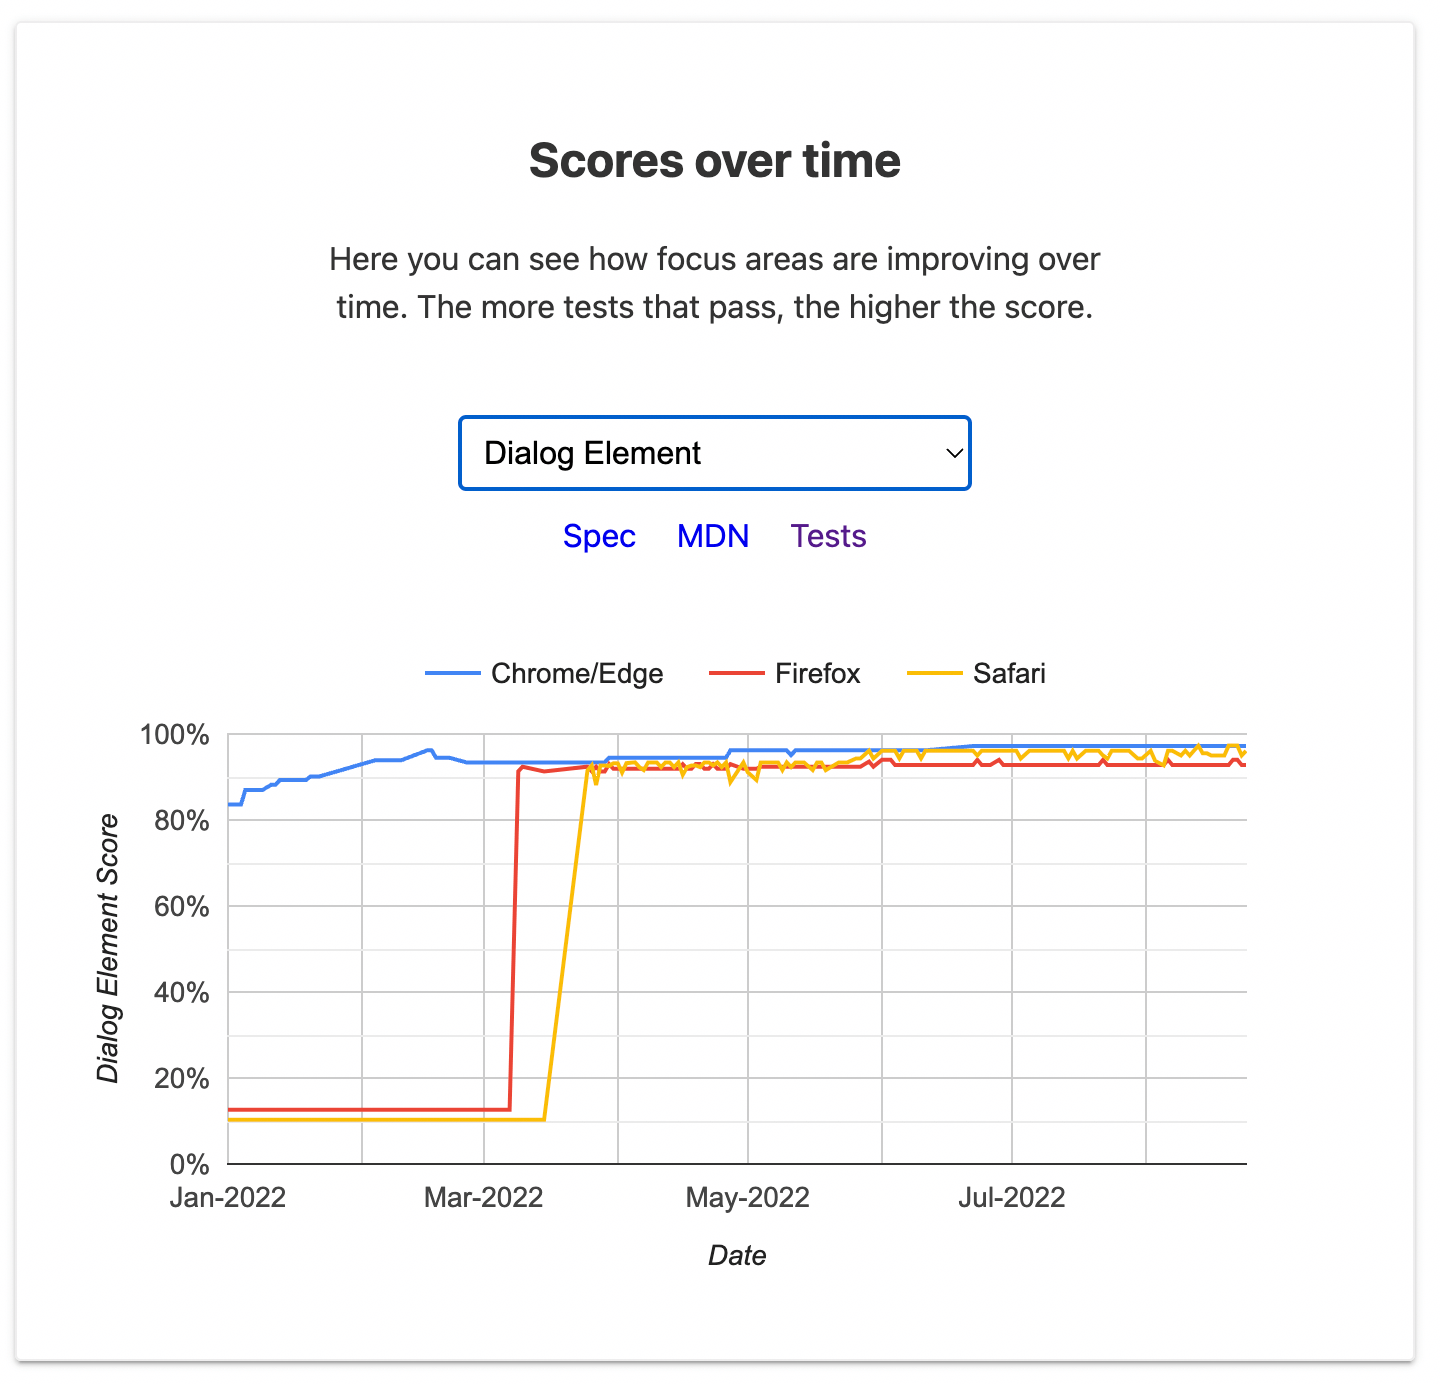 Scores over time
Here you can see how focus areas are improving over
time. The more tests that pass, the higher the score.
Dialog Element
Spec MDN Tests
Chrome/Edge Firefox Safari
100%
80%
60%
40%
20%
0%
Dialog Element Score
Jan-2022 Mar-2022 May-2022 Jul-2022
Date